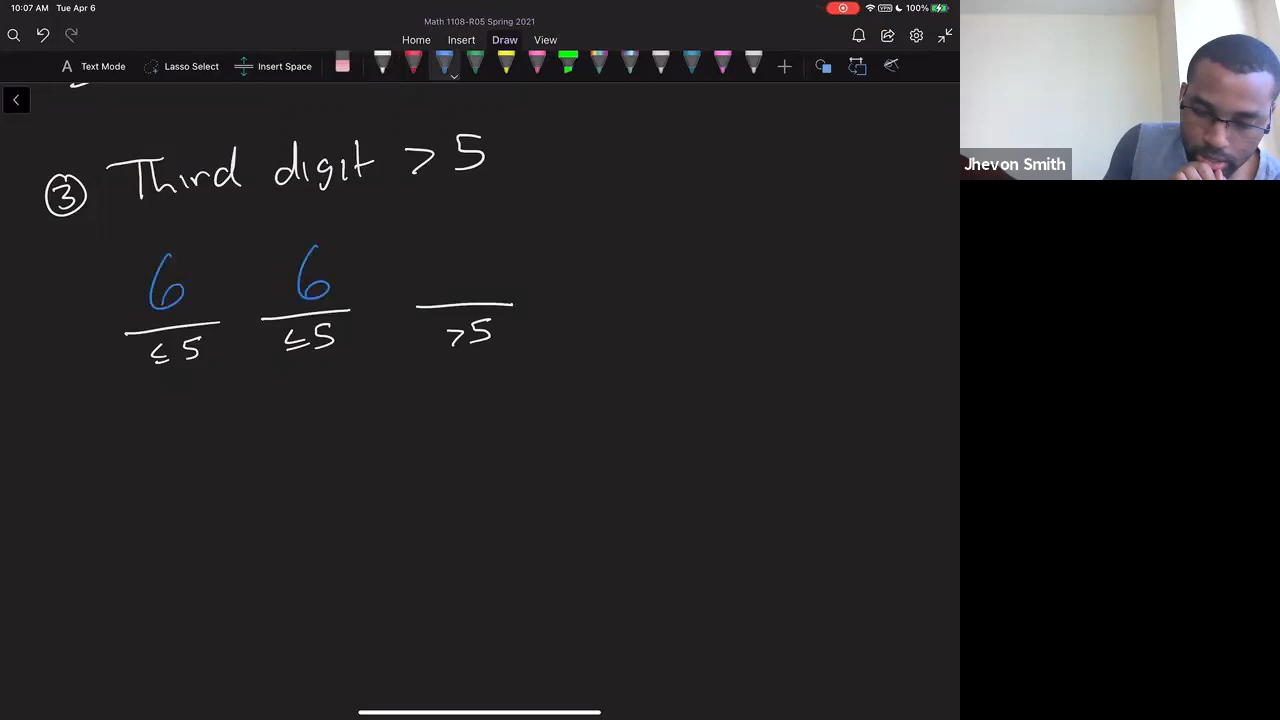 10:07 AM Tue Apr 6
VPN 100%
Math 1108-R05 Spring 2021
Home Insert Draw View
Text Mode Lasso Select Insert Space
③ Third digit > 5
6 6
≤ 5 ≤ 5 > 5
Jhevon Smith